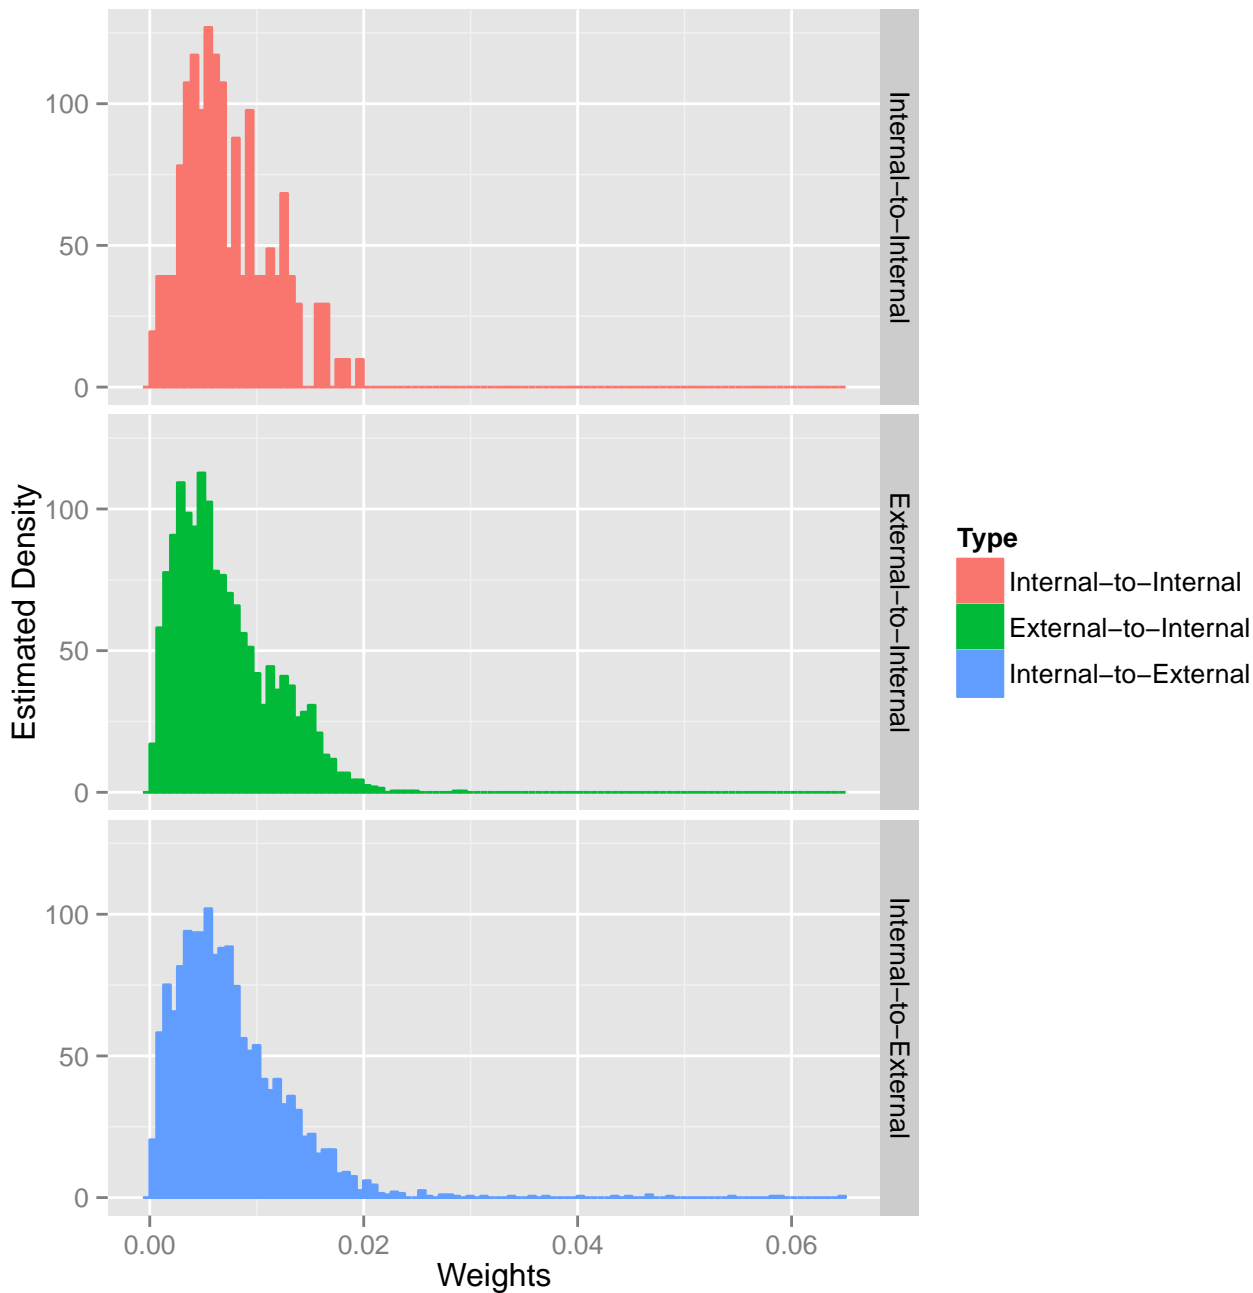 100
50
0
Internal−to−Internal
100
50
0
External−to−Internal
100
50
0
Internal−to−External
Estimated Density
0.00 0.02 0.04 0.06
Weights
Type
Internal−to−Internal
External−to−Internal
Internal−to−External